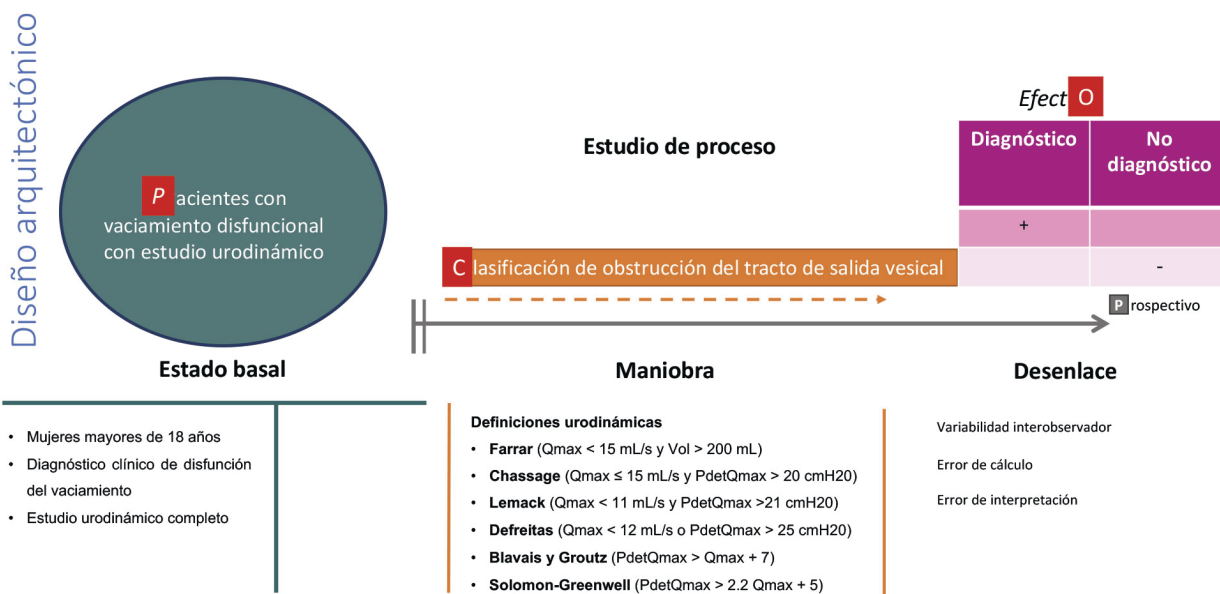 Diseño arquitectónico
Pacientes con
vaciamiento disfuncional
con estudio urodinámico
Estudio de proceso
Efect O
Diagnóstico
No
diagnóstico
+
Clasificación de obstrucción del tracto de salida vesical
-
Prospectivo
Estado basal
Maniobra
Desenlace
• Mujeres mayores de 18 años
• Diagnóstico clínico de disfunción
del vaciamiento
• Estudio urodinámico completo
Definiciones urodinámicas
• Farrar (Qmax < 15 mL/s y Vol > 200 mL)
• Chassage (Qmax ≤ 15 mL/s y PdetQmax > 20 cmH20)
• Lemack (Qmax < 11 mL/s y PdetQmax >21 cmH20)
• Defreitas (Qmax < 12 mL/s o PdetQmax > 25 cmH20)
• Blavais y Groutz (PdetQmax > Qmax + 7)
• Solomon-Greenwell (PdetQmax > 2.2 Qmax + 5)
Variabilidad interobservador
Error de cálculo
Error de interpretación